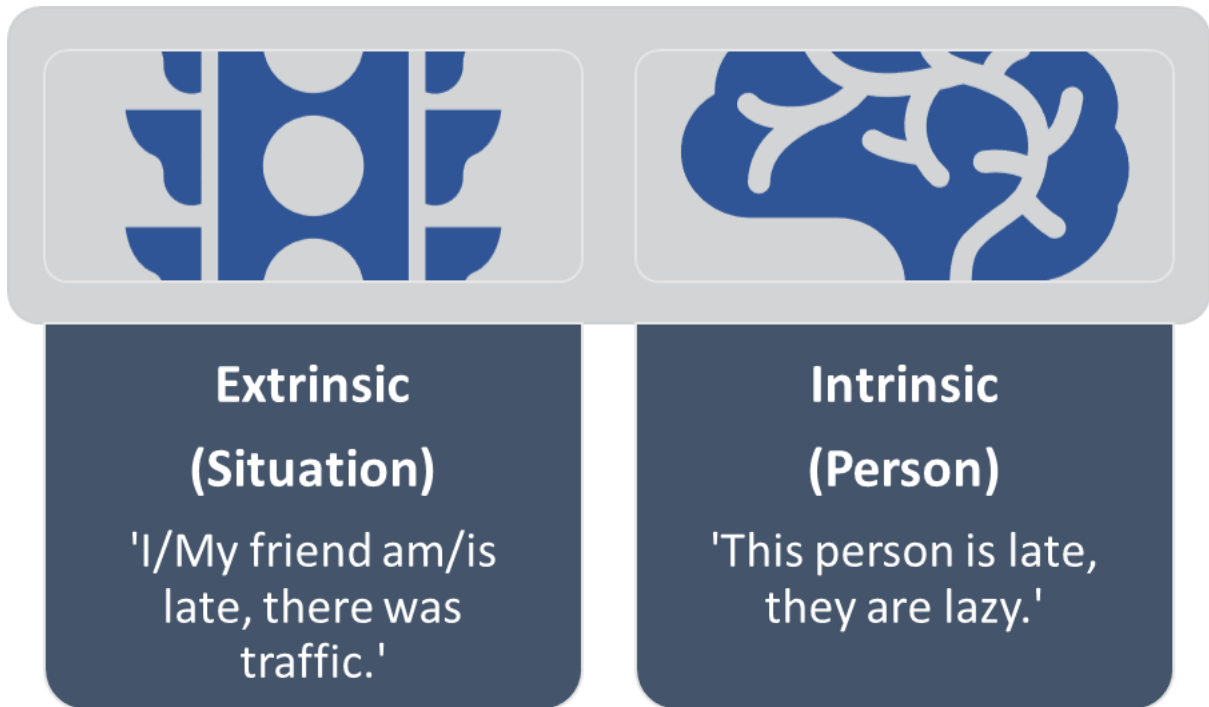 Extrinsic
(Situation)
'I/My friend am/is
late, there was
traffic.'
Intrinsic
(Person)
'This person is late,
they are lazy.'